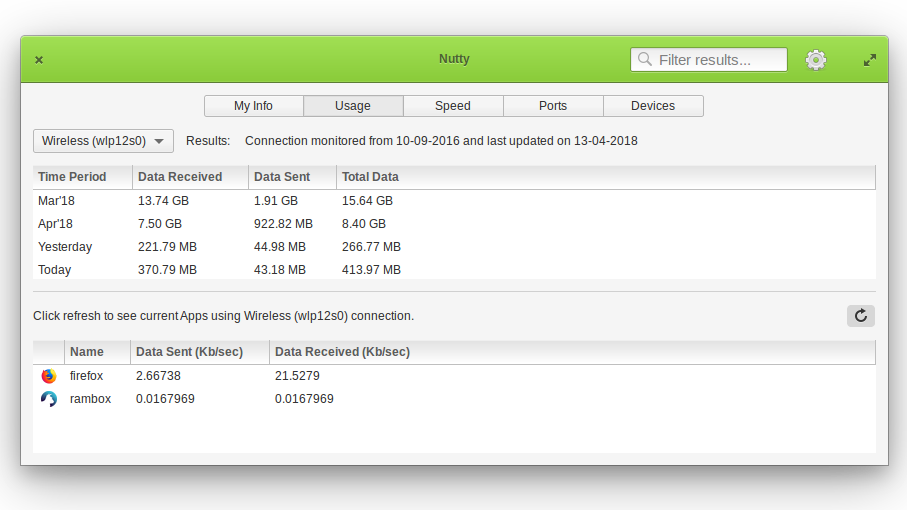 Nutty
Filter results...
My Info Usage Speed Ports Devices
Wireless (wlp12s0) Results: Connection monitored from 10-09-2016 and last updated on 13-04-2018
Time Period Data Received Data Sent Total Data
Mar'18 13.74 GB 1.91 GB 15.64 GB
Apr'18 7.50 GB 922.82 MB 8.40 GB
Yesterday 221.79 MB 44.98 MB 266.77 MB
Today 370.79 MB 43.18 MB 413.97 MB
Click refresh to see current Apps using Wireless (wlp12s0) connection.
Name Data Sent (Kb/sec) Data Received (Kb/sec)
firefox 2.66738 21.5279
rambox 0.0167969 0.0167969